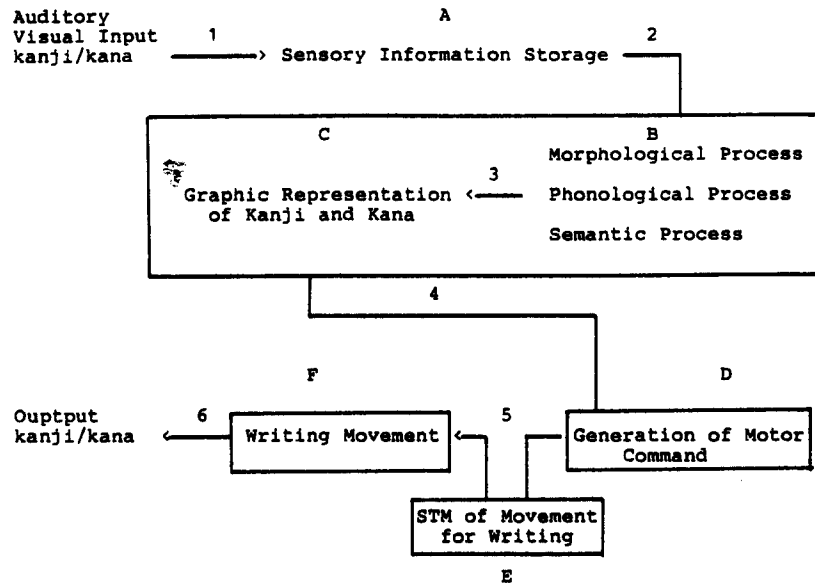 A
Auditory
Visual Input
kanji/kana
1
Sensory Information Storage
2
C
B
Morphological Process
3
Graphic Representation
of Kanji and Kana
Phonological Process
Semantic Process
4
F
D
Ouptput
kanji/kana
6
Writing Movement
5
Generation of Motor
Command
STM of Movement
for Writing
E